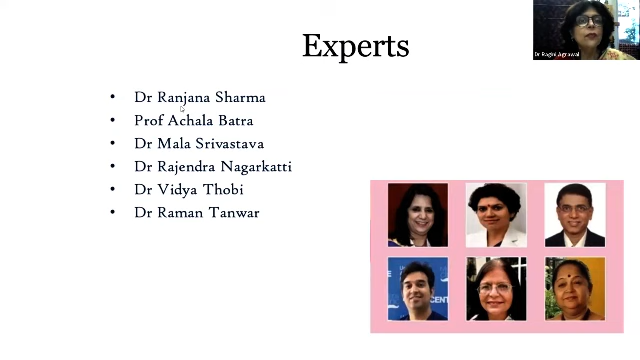 Experts
Dr Ragini Agrawal
• Dr Ranjana Sharma
• Prof Achala Batra
• Dr Mala Srivastava
• Dr Rajendra Nagarkatti
• Dr Vidya Thobi
• Dr Raman Tanwar
CENT